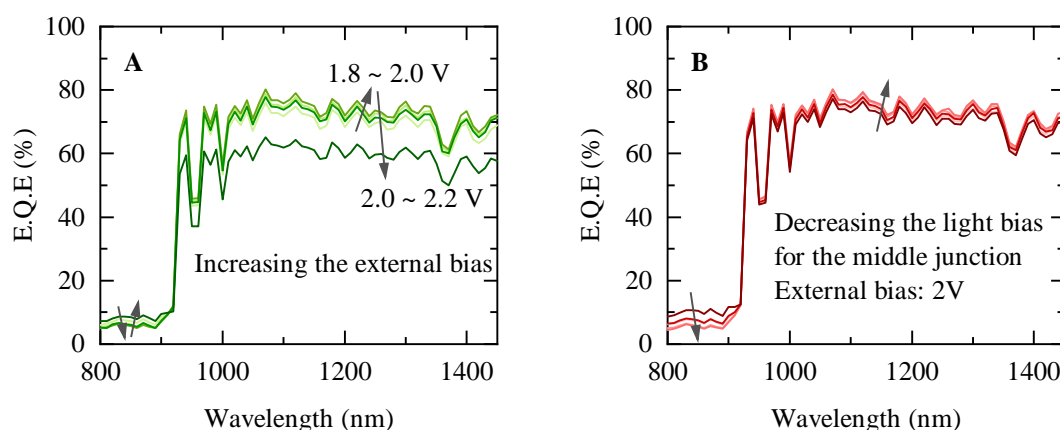 A
1.8 ~ 2.0 V
2.0 ~ 2.2 V
Increasing the external bias
E.Q.E (%)
100
80
60
40
20
0
800
1000
1200
1400
Wavelength (nm)
B
Decreasing the light bias
for the middle junction
External bias: 2V
E.Q.E (%)
100
80
60
40
20
0
800
1000
1200
1400
Wavelength (nm)